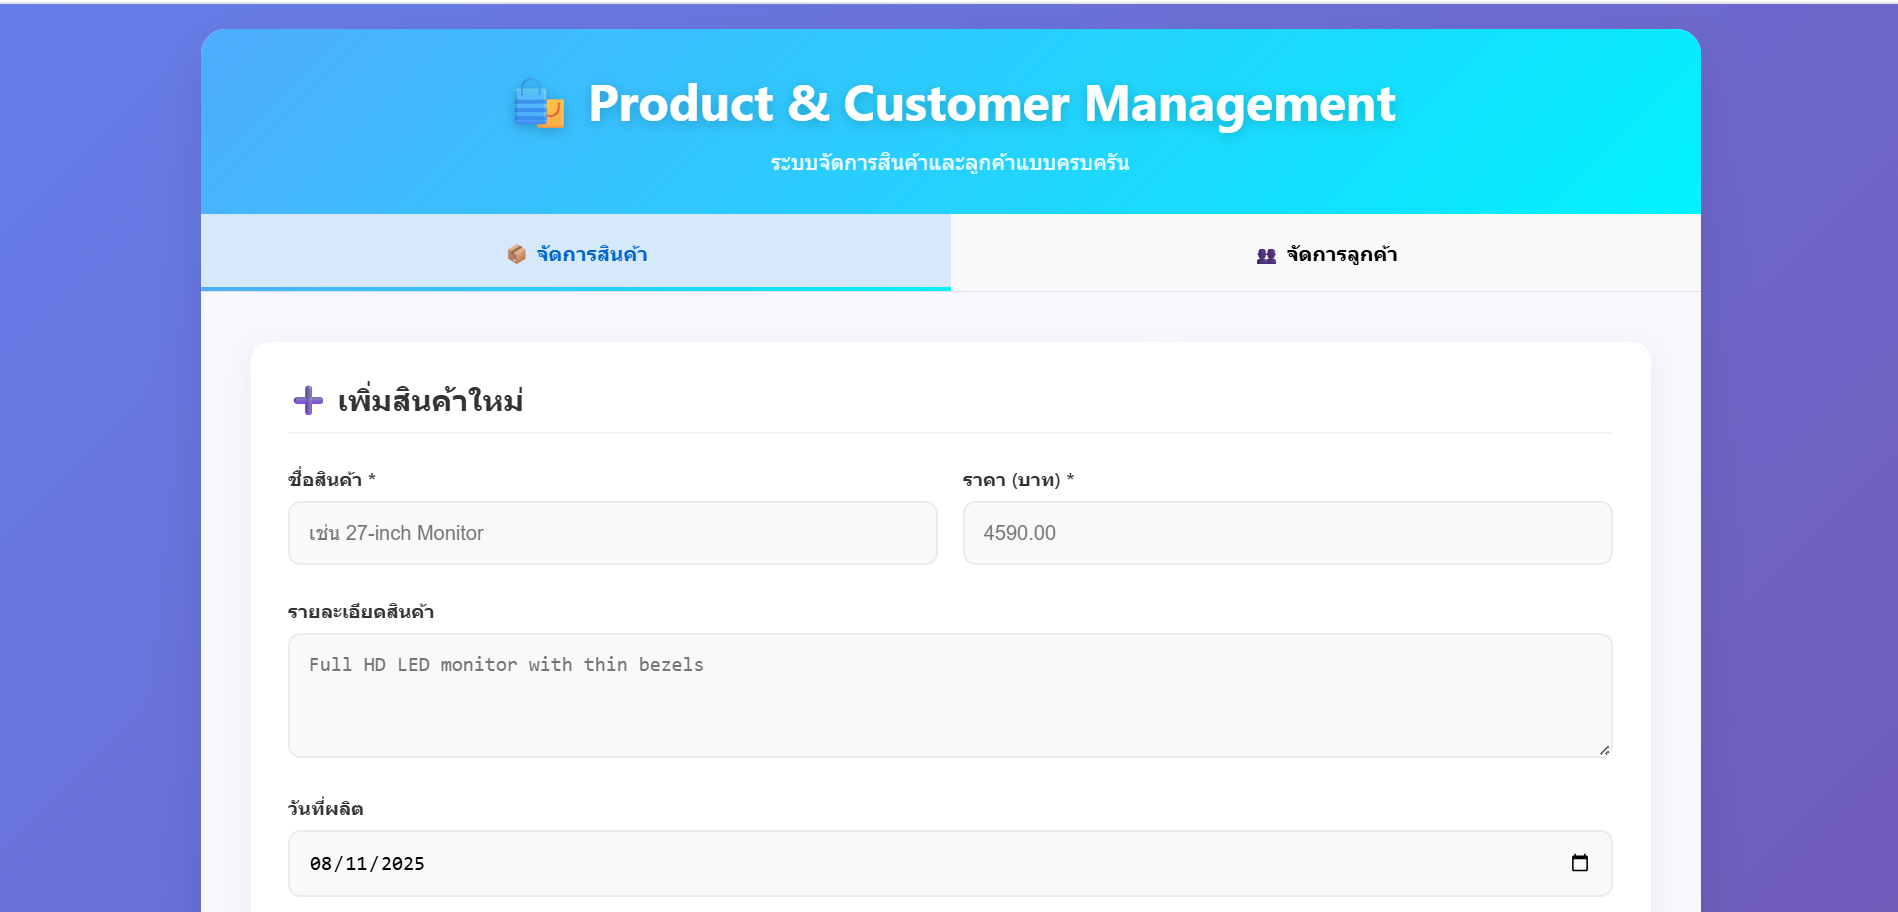 Product & Customer Management
ระบบจัดการสินค้าและลูกค้าแบบครบครัน
จัดการสินค้า
จัดการลูกค้า
เพิ่มสินค้าใหม่
ชื่อสินค้า *
ราคา (บาท) *
เช่น 27-inch Monitor
4590.00
รายละเอียดสินค้า
Full HD LED monitor with thin bezels
วันที่ผลิต
08/11/2025